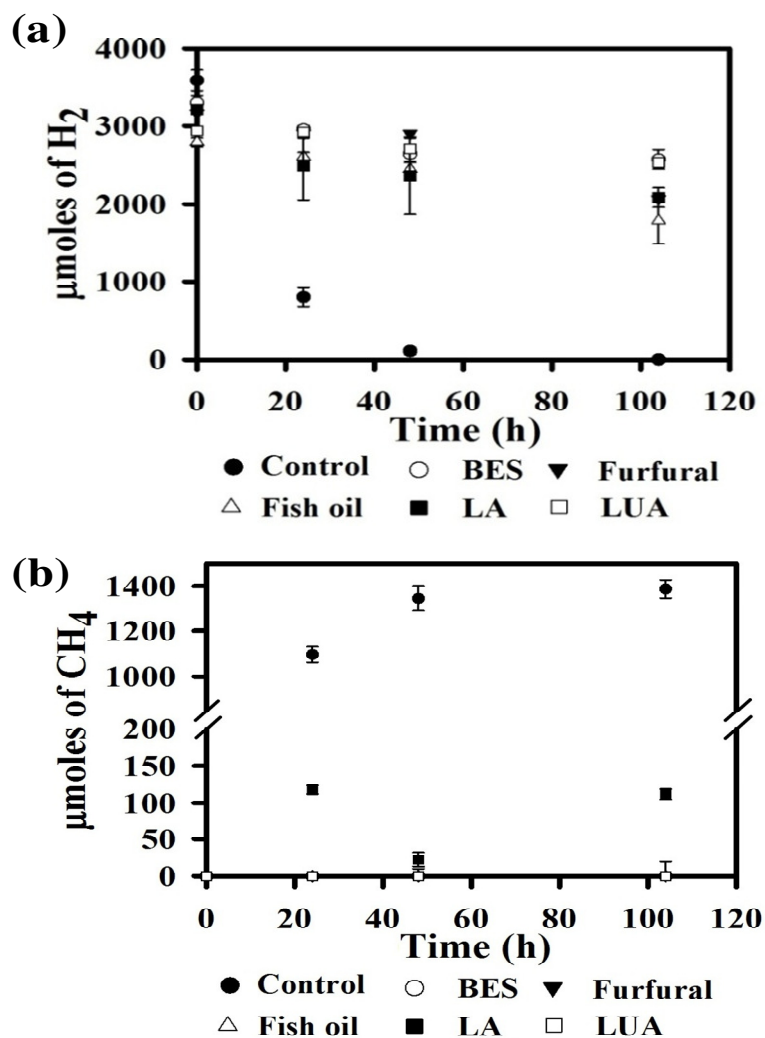 (a)
4000
3000
2000
1000
0
µmoles of H2
0 20 40 60 80 100 120
Time (h)
Control BES Furfural
Fish oil LA LUA
(b)
1400
1200
1000
200
150
100
50
0
µmoles of CH4
0 20 40 60 80 100 120
Time (h)
Control BES Furfural
Fish oil LA LUA